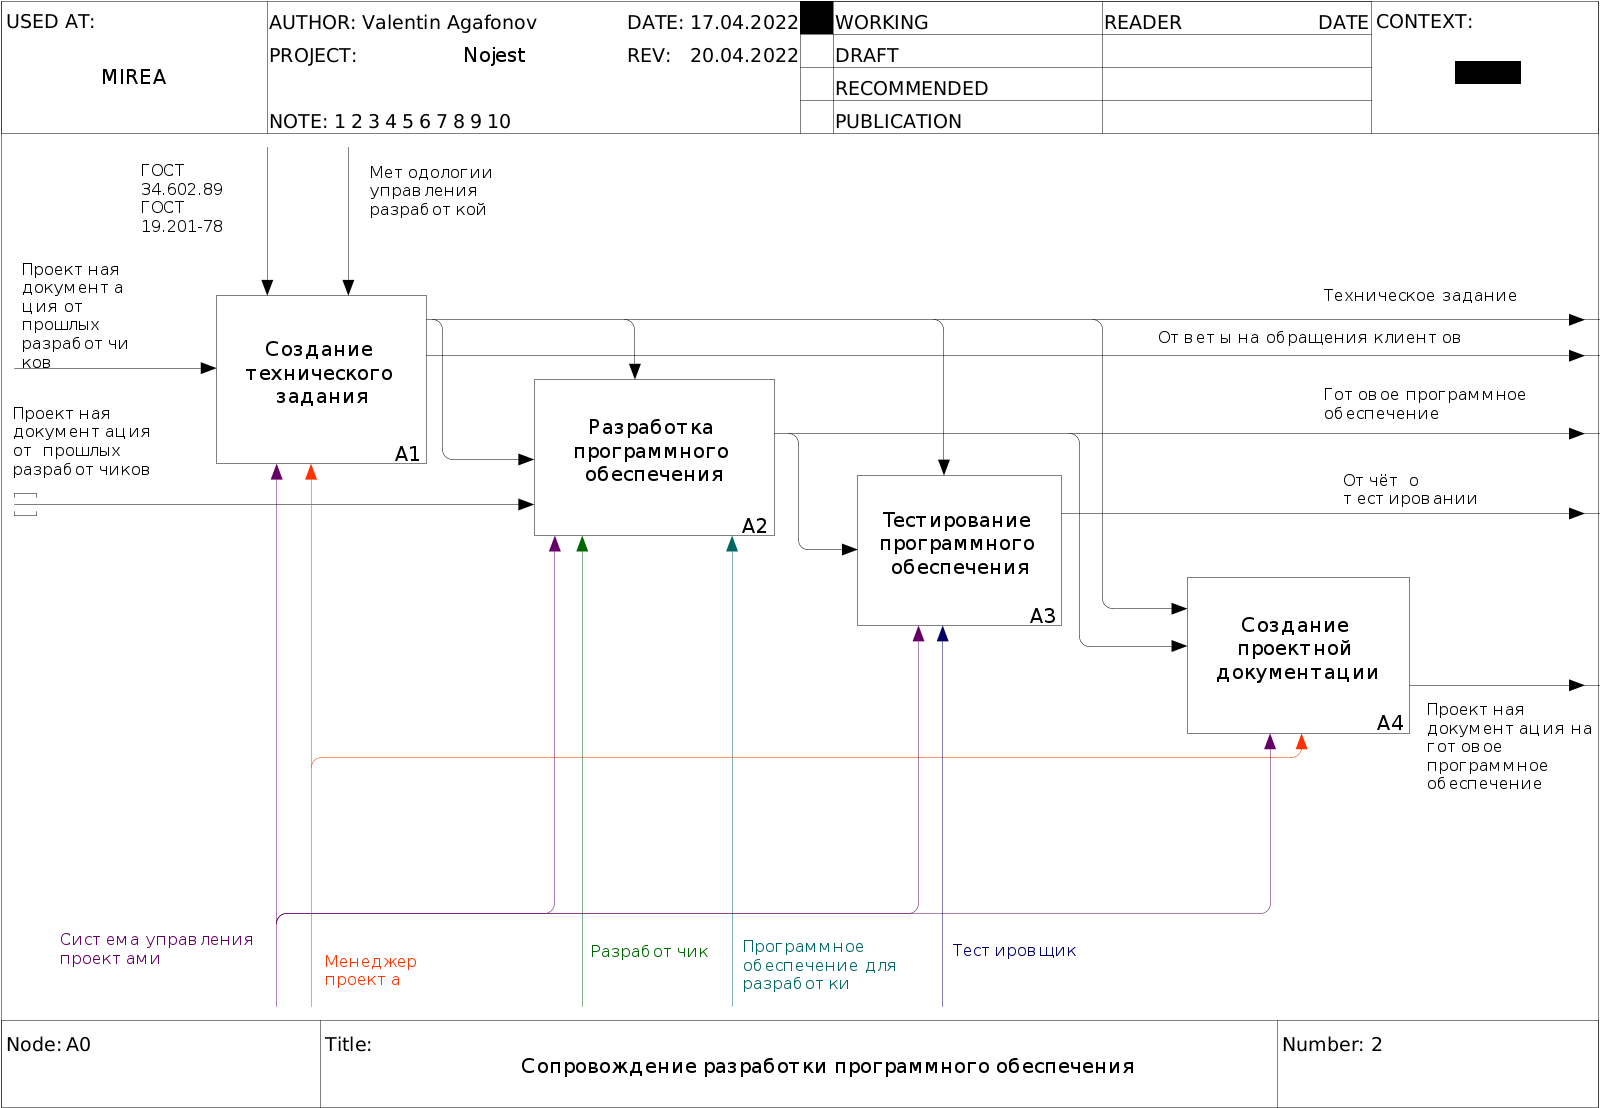 USED AT:
MIREA
AUTHOR: Valentin Agafonov
DATE: 17.04.2022
PROJECT:
Nojest
REV: 20.04.2022
NOTE: 1 2 3 4 5 6 7 8 9 10
WORKING
DRAFT
RECOMMENDED
PUBLICATION
READER
DATE
CONTEXT:
ГОСТ
34.602.89
ГОСТ
19.201-78
Методологии
управления
разработкой
Проектная
документа
ция от
прошлых
разработчи
ков
Проектная
документация
от прошлых
разработчиков
Создание
технического
задания
A1
Разработка
программного
обеспечения
A2
Тестирование
программного
обеспечения
A3
Создание
проектной
документации
A4
Техническое задание
Ответы на обращения клиентов
Готовое программное
обеспечение
Отчёт о
тестировании
Проектная
документация на
готовое
программное
обеспечение
Система управления
проектами
Менеджер
проекта
Разработчик
Программное
обеспечение для
разработки
Тестировщик
Node: A0
Title:
Сопровождение разработки программного обеспечения
Number: 2